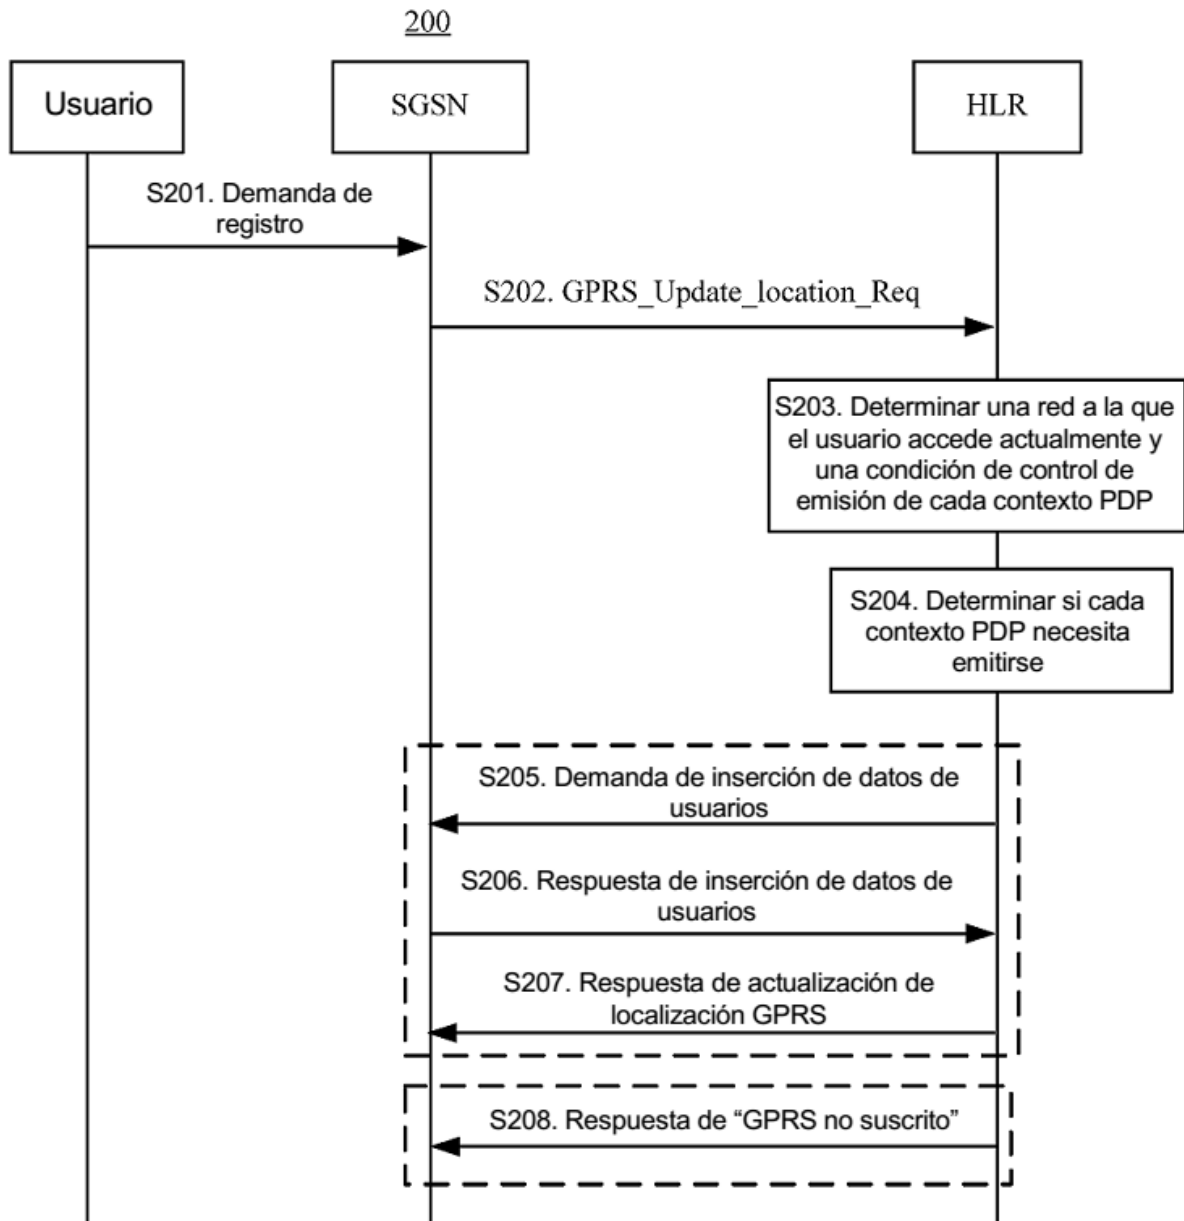 200
Usuario
SGSN
HLR
S201. Demanda de
registro
S202. GPRS_Update_location_Req
S203. Determinar una red a la que
el usuario accede actualmente y
una condición de control de
emisión de cada contexto PDP
S204. Determinar si cada
contexto PDP necesita
emitirse
S205. Demanda de inserción de datos de
usuarios
S206. Respuesta de inserción de datos de
usuarios
S207. Respuesta de actualización de
localización GPRS
S208. Respuesta de “GPRS no suscrito”